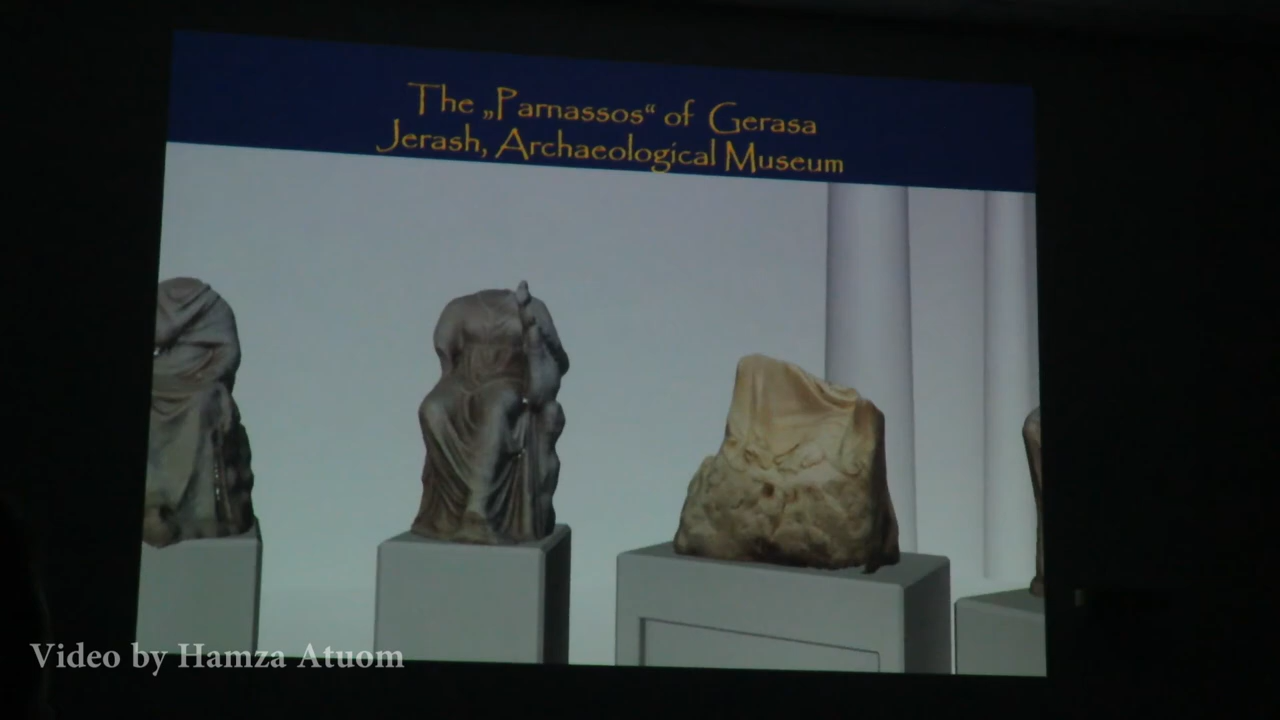 The „Parnassos“ of Gerasa
Jerash, Archaeological Museum
Video by Hamza Atuom